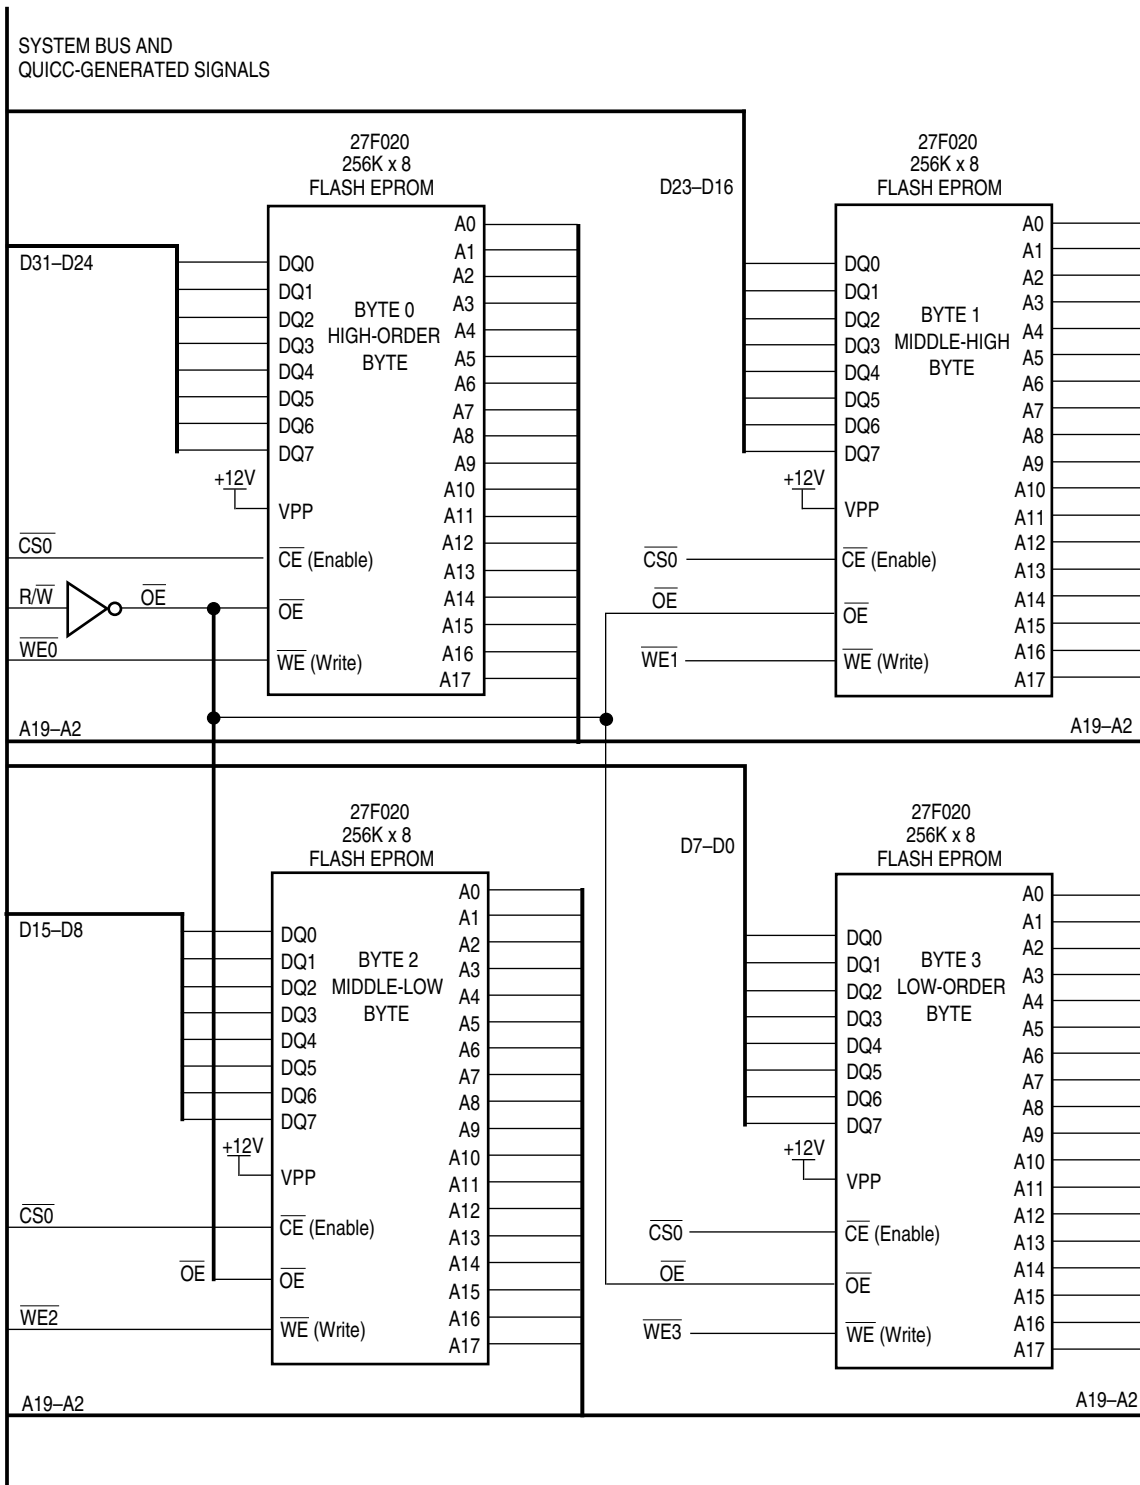 SYSTEM BUS AND
QUICC-GENERATED SIGNALS
27F020
256K x 8
FLASH EPROM
D31–D24
DQ0
DQ1
DQ2
DQ3
DQ4
DQ5
DQ6
DQ7
BYTE 0
HIGH-ORDER
BYTE
+12V
VPP
CS0
CE (Enable)
R/W
OE
OE
WE0
WE (Write)
A0
A1
A2
A3
A4
A5
A6
A7
A8
A9
A10
A11
A12
A13
A14
A15
A16
A17
A19–A2
27F020
256K x 8
FLASH EPROM
D23–D16
DQ0
DQ1
DQ2
DQ3
DQ4
DQ5
DQ6
DQ7
BYTE 1
MIDDLE-HIGH
BYTE
+12V
VPP
CS0
CE (Enable)
OE
OE
WE1
WE (Write)
A0
A1
A2
A3
A4
A5
A6
A7
A8
A9
A10
A11
A12
A13
A14
A15
A16
A17
A19–A2
27F020
256K x 8
FLASH EPROM
D15–D8
DQ0
DQ1
DQ2
DQ3
DQ4
DQ5
DQ6
DQ7
BYTE 2
MIDDLE-LOW
BYTE
+12V
VPP
CS0
CE (Enable)
OE
OE
WE2
WE (Write)
A0
A1
A2
A3
A4
A5
A6
A7
A8
A9
A10
A11
A12
A13
A14
A15
A16
A17
A19–A2
27F020
256K x 8
FLASH EPROM
D7–D0
DQ0
DQ1
DQ2
DQ3
DQ4
DQ5
DQ6
DQ7
BYTE 3
LOW-ORDER
BYTE
+12V
VPP
CS0
CE (Enable)
OE
OE
WE3
WE (Write)
A0
A1
A2
A3
A4
A5
A6
A7
A8
A9
A10
A11
A12
A13
A14
A15
A16
A17
A19–A2